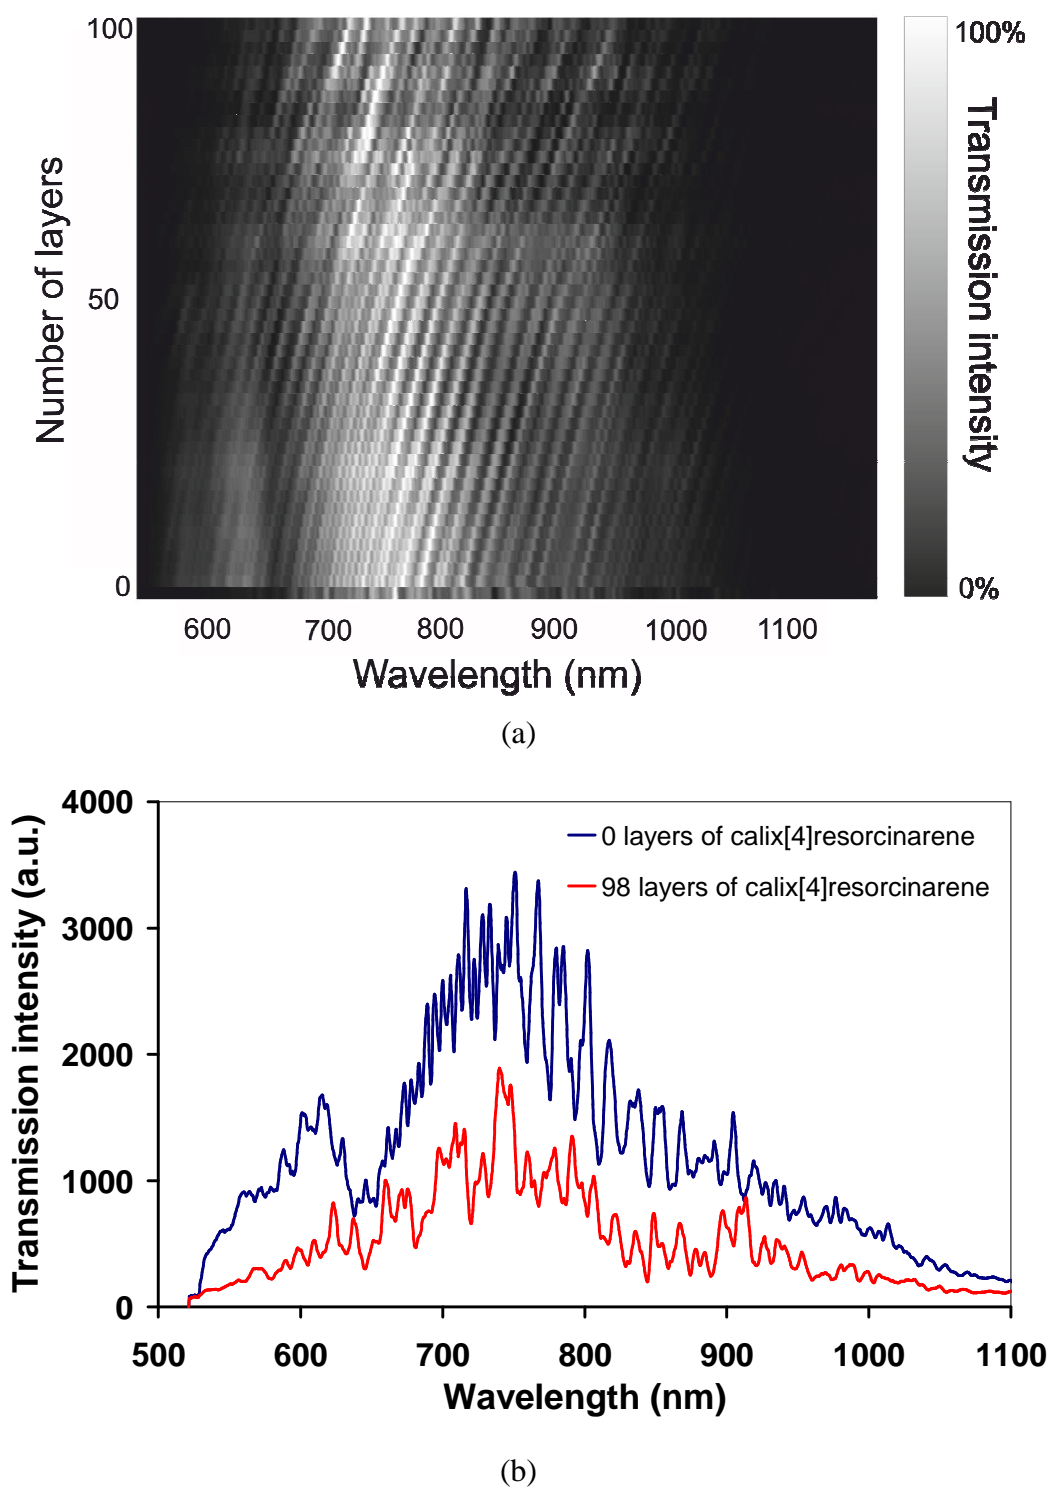 100
50
0
Number of layers
600 700 800 900 1000 1100
Wavelength (nm)
100%
0%
Transmission intensity
(a)
4000
3000
2000
1000
0
Transmission intensity (a.u.)
0 layers of calix[4]resorcinarene
98 layers of calix[4]resorcinarene
500 600 700 800 900 1000 1100
Wavelength (nm)
(b)